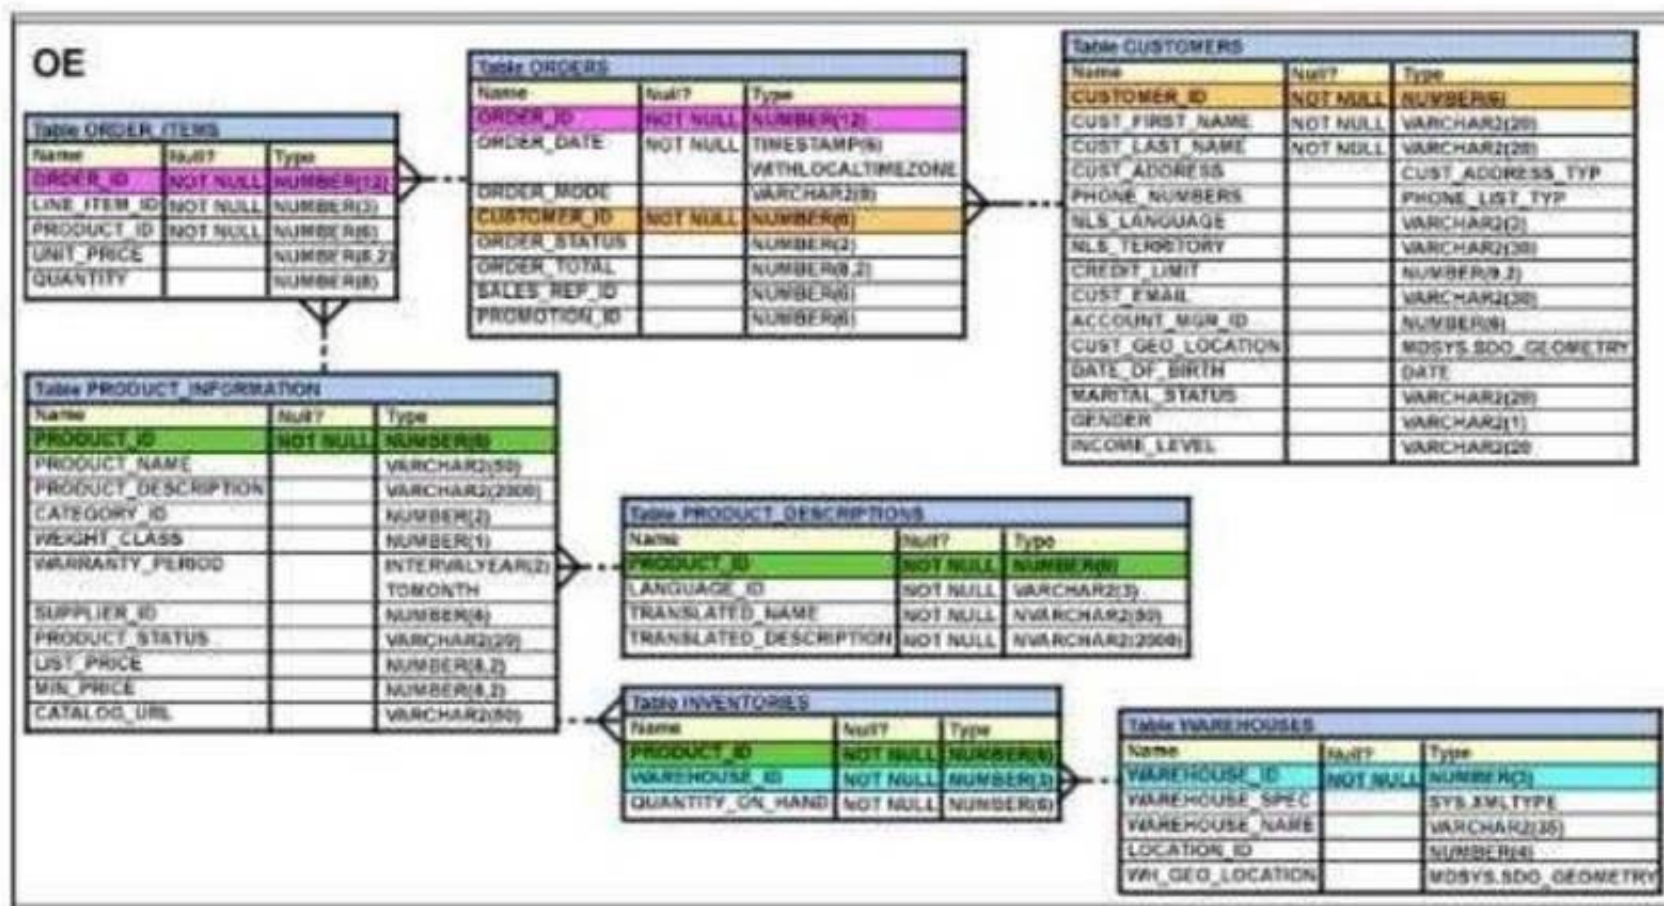 OE
Table ORDER_ITEMS
Name Null? Type
ORDER_ID NOT NULL NUMBER(12)
LINE_ITEM_ID NOT NULL NUMBER(3)
PRODUCT_ID NOT NULL NUMBER(6)
UNIT_PRICE NUMBER(8,2)
QUANTITY NUMBER(8)
Table ORDERS
Name Null? Type
ORDER_ID NOT NULL NUMBER(12)
ORDER_DATE NOT NULL TIMESTAMP(6)
WITHLOCALTIMEZONE
ORDER_MODE VARCHAR2(8)
CUSTOMER_ID NOT NULL NUMBER(6)
ORDER_STATUS NUMBER(2)
ORDER_TOTAL NUMBER(8,2)
SALES_REP_ID NUMBER(6)
PROMOTION_ID NUMBER(6)
Table CUSTOMERS
Name Null? Type
CUSTOMER_ID NOT NULL NUMBER(6)
CUST_FIRST_NAME NOT NULL VARCHAR2(20)
CUST_LAST_NAME NOT NULL VARCHAR2(20)
CUST_ADDRESS CUST_ADDRESS_TYP
PHONE_NUMBERS PHONE_LIST_TYP
NLS_LANGUAGE VARCHAR2(3)
NLS_TERRITORY VARCHAR2(30)
CREDIT_LIMIT NUMBER(9,2)
CUST_EMAIL VARCHAR2(30)
ACCOUNT_MGR_ID NUMBER(6)
CUST_GEO_LOCATION MDSYS.SDO_GEOMETRY
DATE_OF_BIRTH DATE
MARITAL_STATUS VARCHAR2(20)
GENDER VARCHAR2(1)
INCOME_LEVEL VARCHAR2(20
Table PRODUCT_INFORMATION
Name Null? Type
PRODUCT_ID NOT NULL NUMBER(6)
PRODUCT_NAME VARCHAR2(50)
PRODUCT_DESCRIPTION VARCHAR2(2000)
CATEGORY_ID NUMBER(2)
WEIGHT_CLASS NUMBER(1)
WARRANTY_PERIOD INTERVALYEAR(2)
TOMONTH
SUPPLIER_ID NUMBER(6)
PRODUCT_STATUS VARCHAR2(20)
LIST_PRICE NUMBER(8,2)
MIN_PRICE NUMBER(8,2)
CATALOG_URL VARCHAR2(50)
Table PRODUCT_DESCRIPTIONS
Name Null? Type
PRODUCT_ID NOT NULL NUMBER(6)
LANGUAGE_ID NOT NULL VARCHAR2(3)
TRANSLATED_NAME NOT NULL NVARCHAR2(50)
TRANSLATED_DESCRIPTION NOT NULL NVARCHAR2(2000)
Table INVENTORIES
Name Null? Type
PRODUCT_ID NOT NULL NUMBER(6)
WAREHOUSE_ID NOT NULL NUMBER(3)
QUANTITY_ON_HAND NOT NULL NUMBER(8)
Table WAREHOUSES
Name Null? Type
WAREHOUSE_ID NOT NULL NUMBER(3)
WAREHOUSE_SPEC SYS.XMLTYPE
WAREHOUSE_NAME VARCHAR2(35)
LOCATION_ID NUMBER(4)
WH_GEO_LOCATION MDSYS.SDO_GEOMETRY